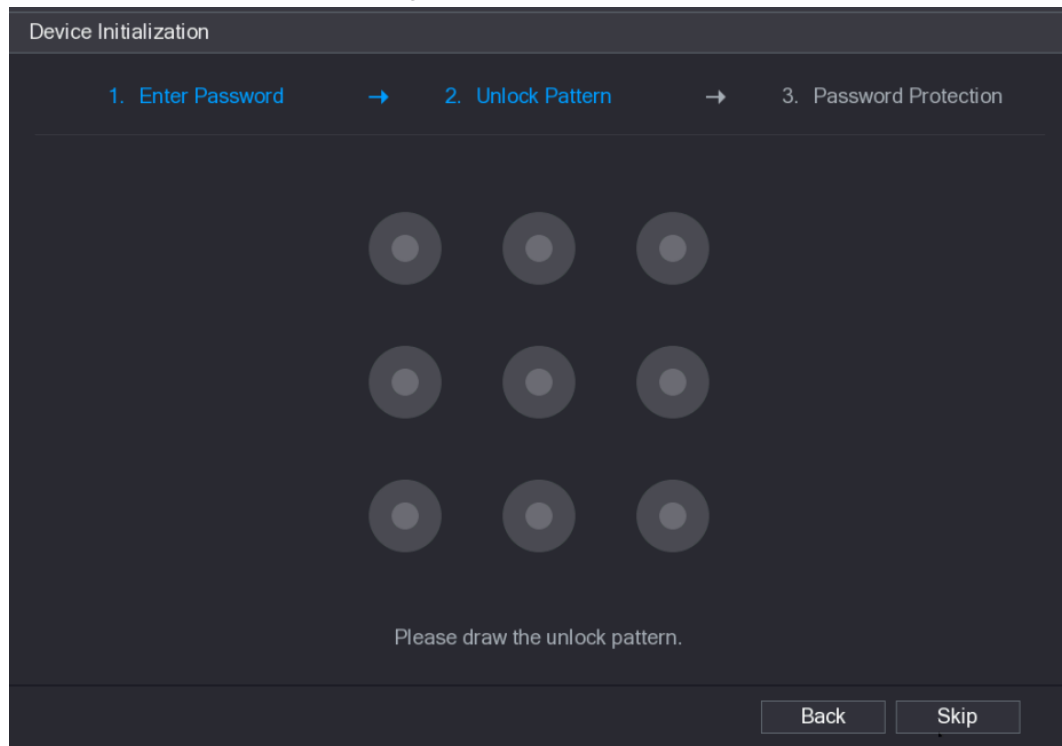 Device Initialization
1. Enter Password → 2. Unlock Pattern → 3. Password Protection
Please draw the unlock pattern.
Back Skip